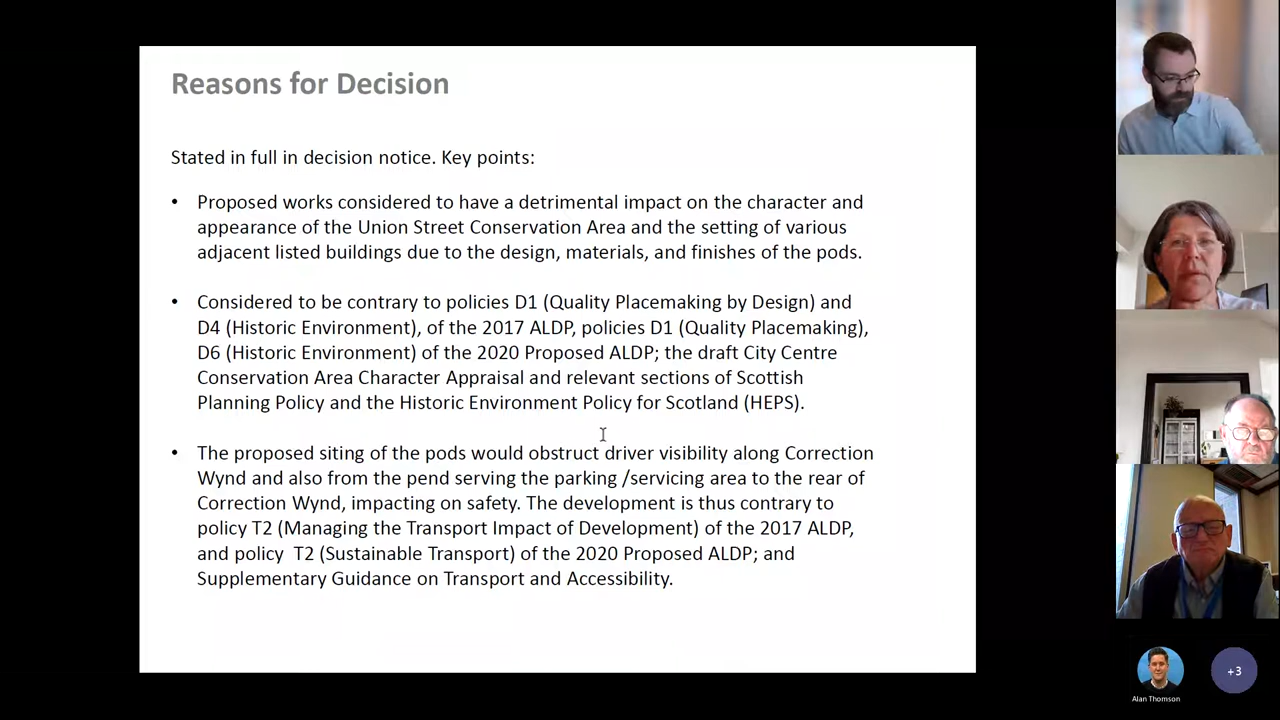 Reasons for Decision
Stated in full in decision notice. Key points:
• Proposed works considered to have a detrimental impact on the character and
appearance of the Union Street Conservation Area and the setting of various
adjacent listed buildings due to the design, materials, and finishes of the pods.
• Considered to be contrary to policies D1 (Quality Placemaking by Design) and
D4 (Historic Environment), of the 2017 ALDP, policies D1 (Quality Placemaking),
D6 (Historic Environment) of the 2020 Proposed ALDP; the draft City Centre
Conservation Area Character Appraisal and relevant sections of Scottish
Planning Policy and the Historic Environment Policy for Scotland (HEPS).
• The proposed siting of the pods would obstruct driver visibility along Correction
Wynd and also from the pend serving the parking /servicing area to the rear of
Correction Wynd, impacting on safety. The development is thus contrary to
policy T2 (Managing the Transport Impact of Development) of the 2017 ALDP,
and policy  T2 (Sustainable Transport) of the 2020 Proposed ALDP; and
Supplementary Guidance on Transport and Accessibility.
Alan Thomson
+3